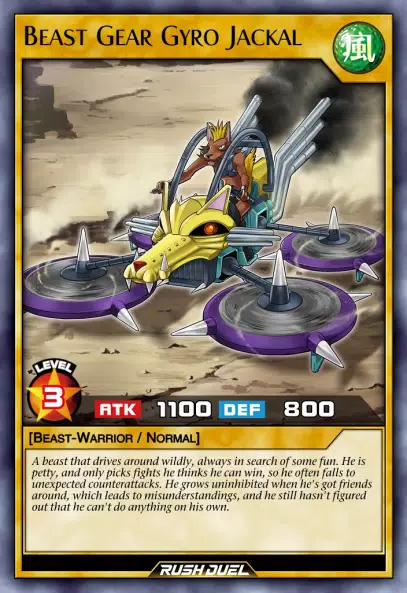 Beast Gear Gyro Jackal
風
LEVEL
3
ATK 1100 DEF 800
[Beast-Warrior / Normal]
A beast that drives around wildly, always in search of some fun. He is
petty, and only picks fights he thinks he can win, so he often falls to
unexpected counterattacks. He grows uninhibited when he's got friends
around, which leads to misunderstandings, and he still hasn't figured
out that he can't do anything on his own.
RUSH DUEL